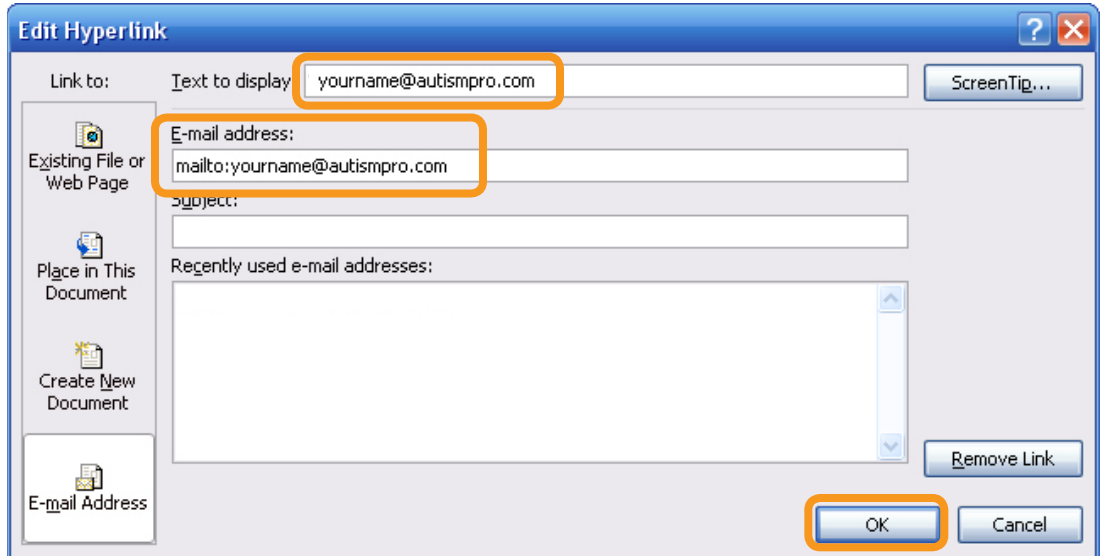 Edit Hyperlink
Link to:
Text to display
yourname@autismpro.com
ScreenTip...
Existing File or
Web Page
E-mail address:
mailto:yourname@autismpro.com
Subject:
Place in This
Document
Recently used e-mail addresses:
Create New
Document
E-mail Address
Remove Link
OK
Cancel